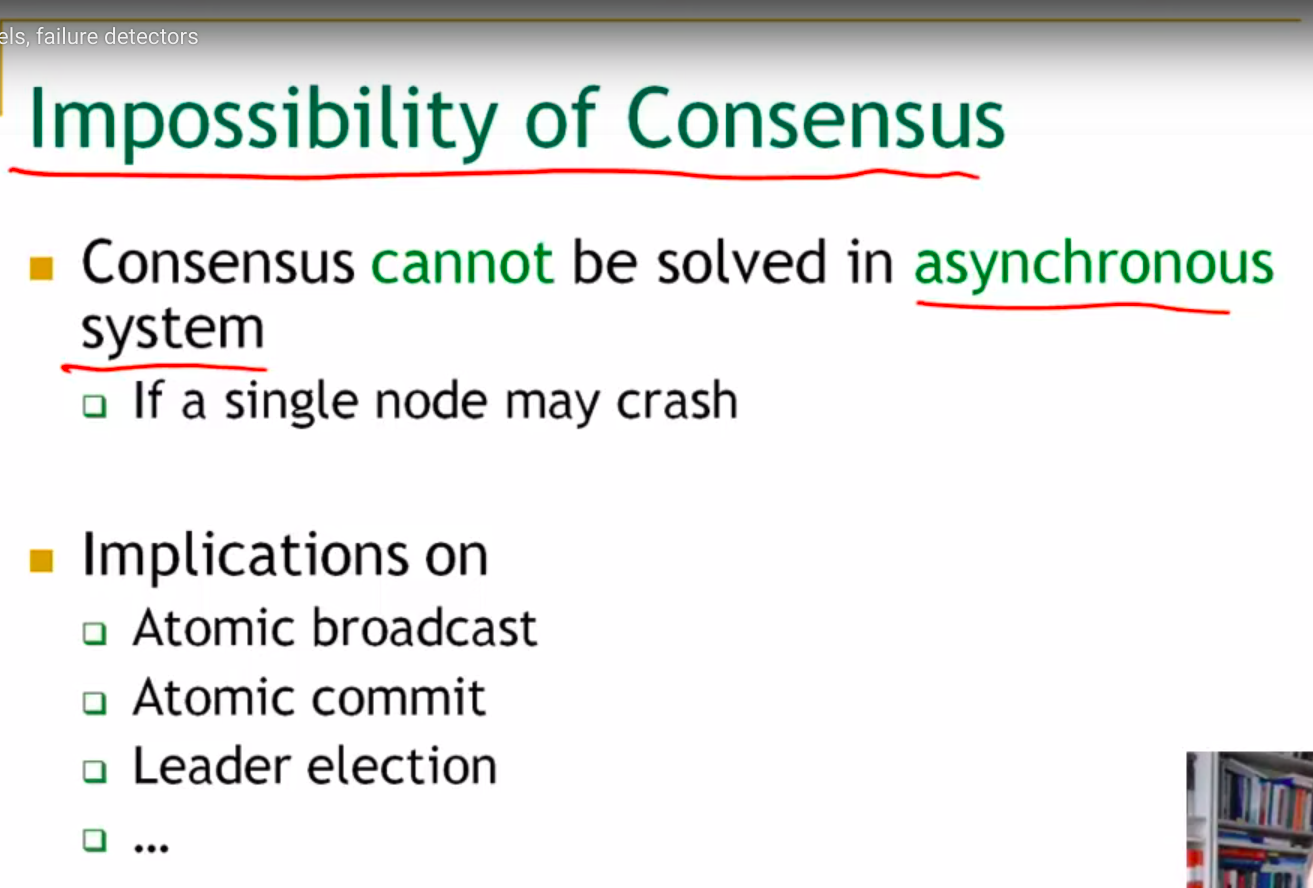 failure detectors
Impossibility of Consensus
Consensus cannot be solved in asynchronous
system
If a single node may crash
Implications on
Atomic broadcast
Atomic commit
Leader election
...